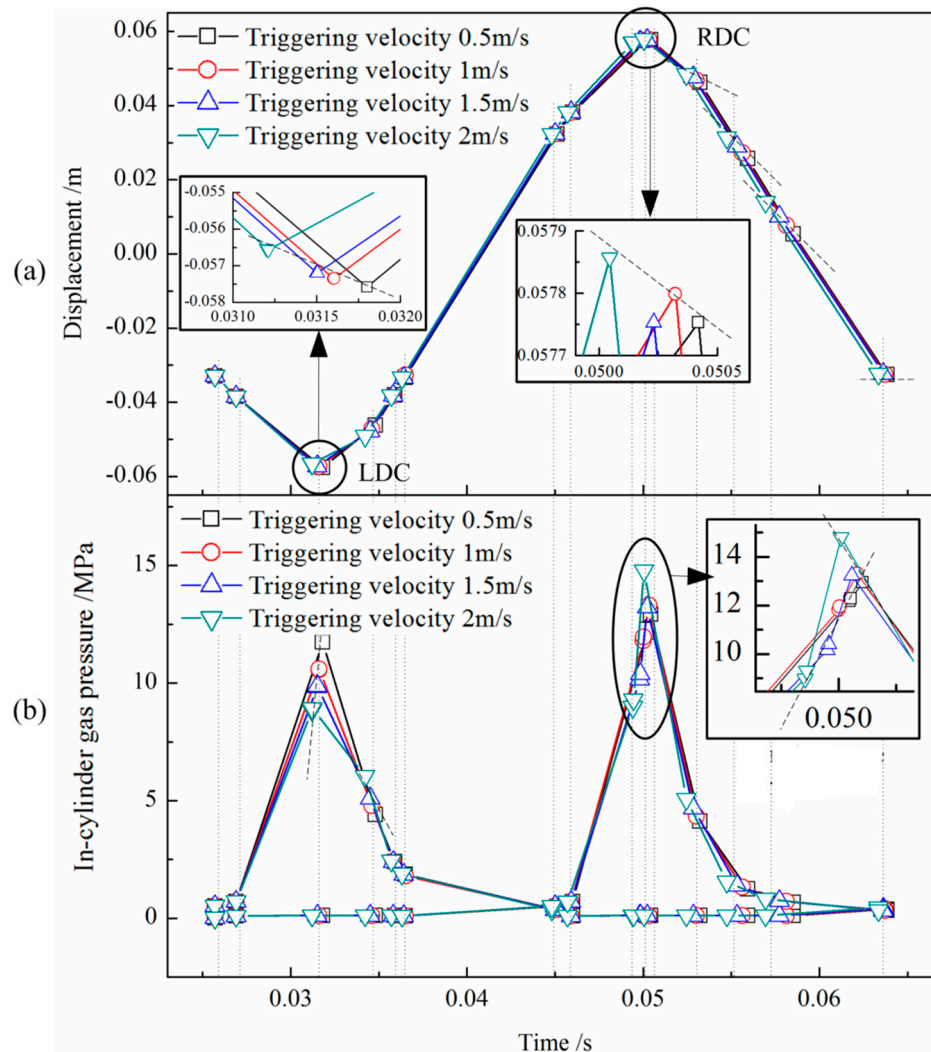 (a)
Displacement /m
0.06
0.04
0.02
0.00
-0.02
-0.04
-0.06
Triggering velocity 0.5m/s
Triggering velocity 1m/s
Triggering velocity 1.5m/s
Triggering velocity 2m/s
RDC
-0.055
-0.056
-0.057
-0.058
0.0310
0.0315
0.0320
0.05779
0.05778
0.05777
0.0500
0.0505
LDC
(b)
In-cylinder gas pressure /MPa
15
10
5
0
Triggering velocity 0.5m/s
Triggering velocity 1m/s
Triggering velocity 1.5m/s
Triggering velocity 2m/s
14
12
10
0.050
0.03
0.04
0.05
0.06
Time /s